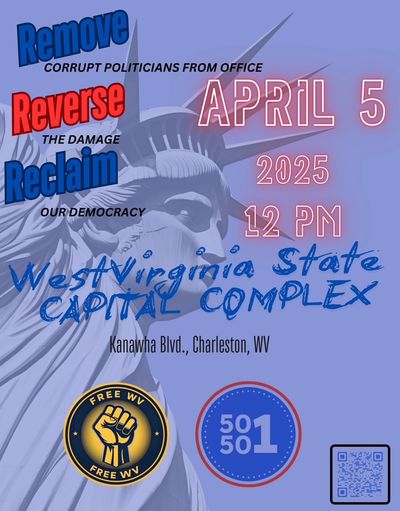 Remove
CORRUPT POLITICIANS FROM OFFICE
Reverse
THE DAMAGE
Reclaim
OUR DEMOCRACY
APRIL 5
2025
12 PM
WestVirginia State
CAPITAL COMPLEX
Kanawha Blvd., Charleston, WV
FREE WV
FREE WV
50
50
1